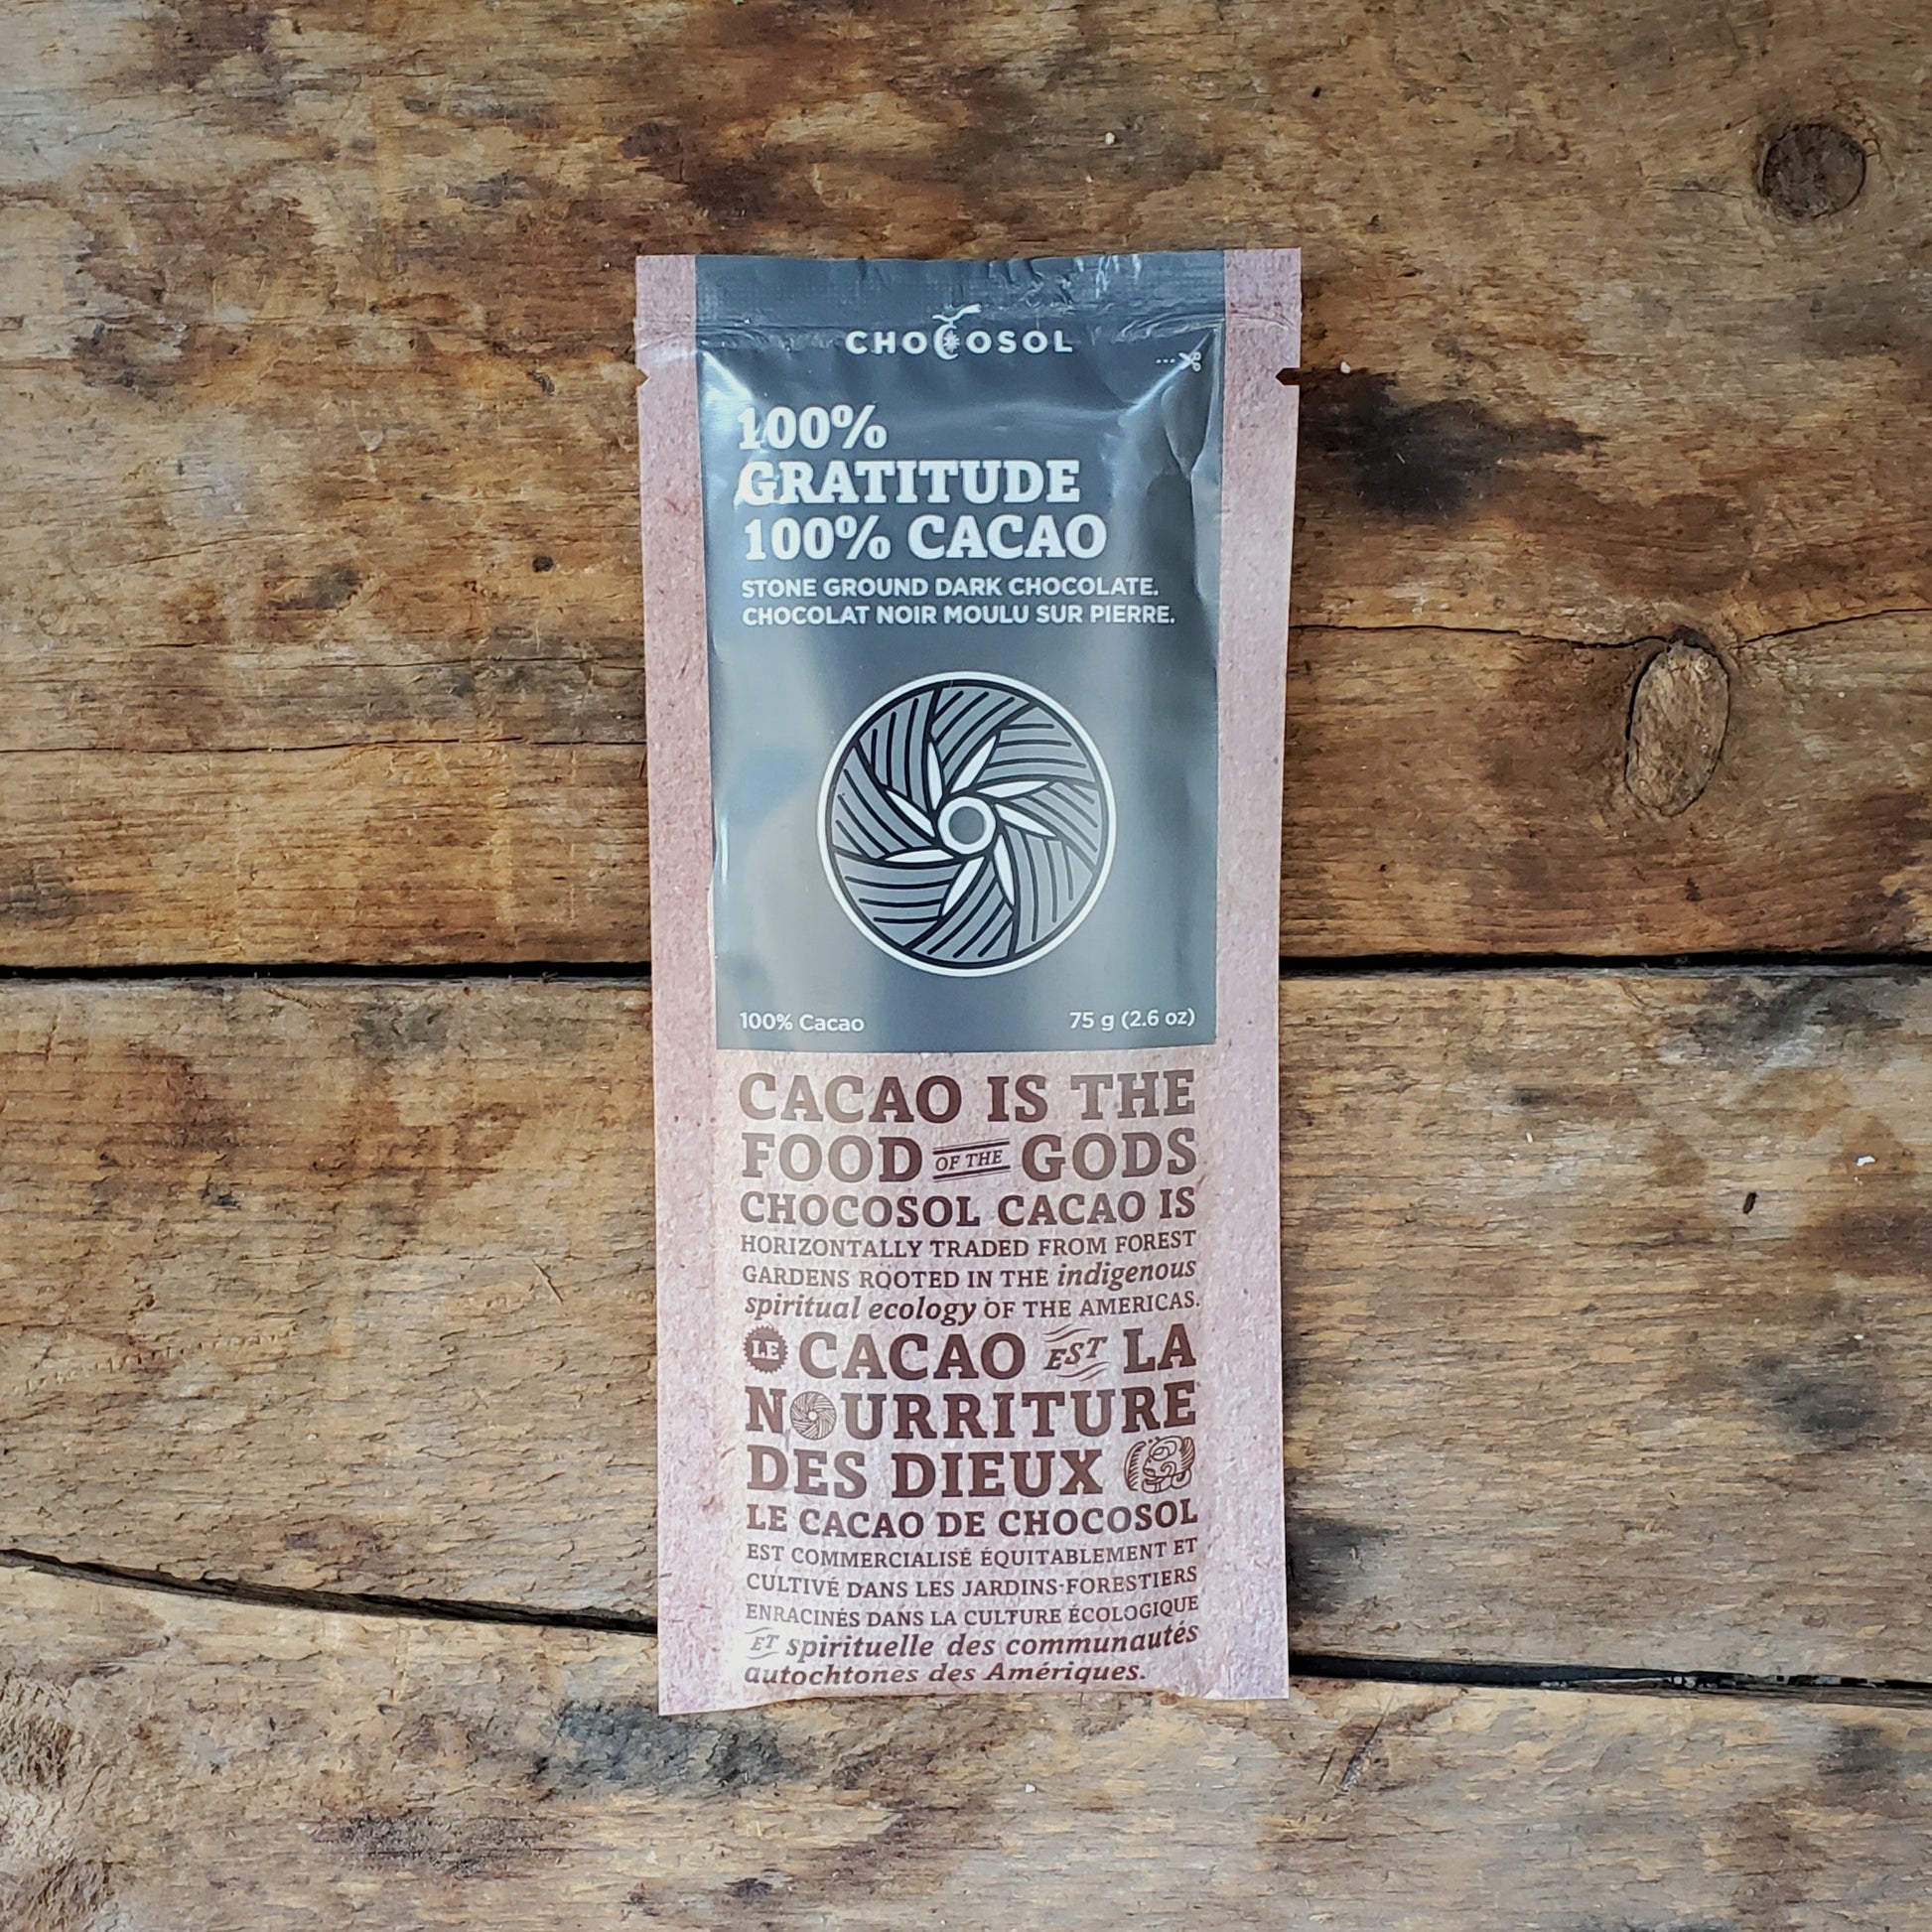 CHOCOSOL
100%
GRATITUDE
100% CACAO
STONE GROUND DARK CHOCOLATE.
CHOCOLAT NOIR MOULU SUR PIERRE.
100% Cacao
75 g (2.6 oz)
CACAO IS THE
FOOD OF THE GODS
CHOCOSOL CACAO IS
HORIZONTALLY TRADED FROM FOREST
GARDENS ROOTED IN THE indigenous
spiritual ecology OF THE AMERICAS.
LE CACAO EST LA
NOURRITURE
DES DIEUX
LE CACAO DE CHOCOSOL
EST COMMERCIALISÉ ÉQUITABLEMENT ET
CULTIVÉ DANS LES JARDINS-FORESTIERS
ENRACINÉS DANS LA CULTURE ÉCOLOGIQUE
ET spirituelle des communautés
autochtones des Amériques.